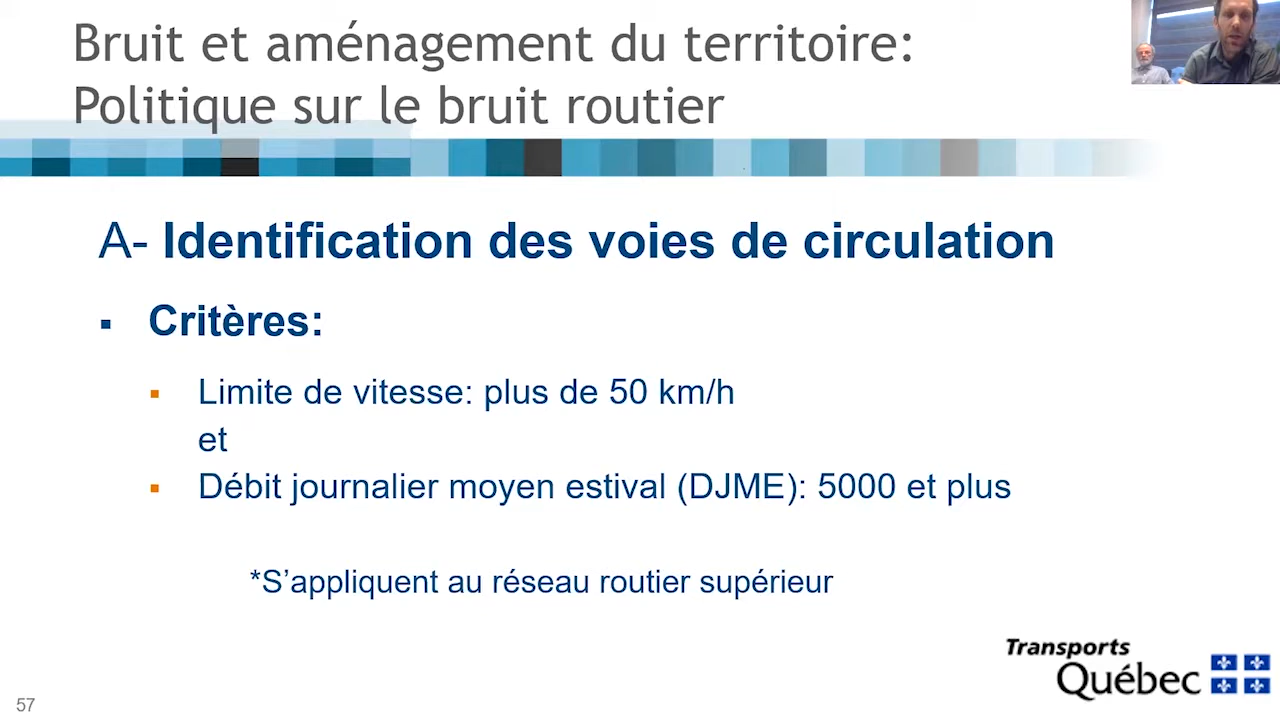 Bruit et aménagement du territoire:
Politique sur le bruit routier
A- Identification des voies de circulation
▪ Critères:
▪ Limite de vitesse: plus de 50 km/h
et
▪ Débit journalier moyen estival (DJME): 5000 et plus
*S’appliquent au réseau routier supérieur
Transports
Québec
57